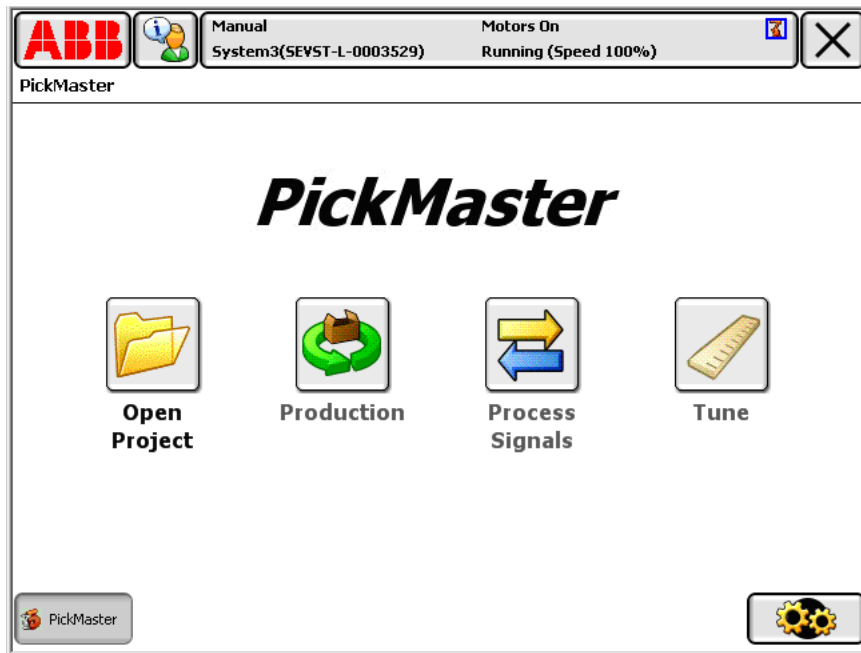 ABB
Manual
System3(SEVST-L-0003529)
Motors On
Running (Speed 100%)
PickMaster
PickMaster
Open
Project
Production
Process
Signals
Tune
PickMaster